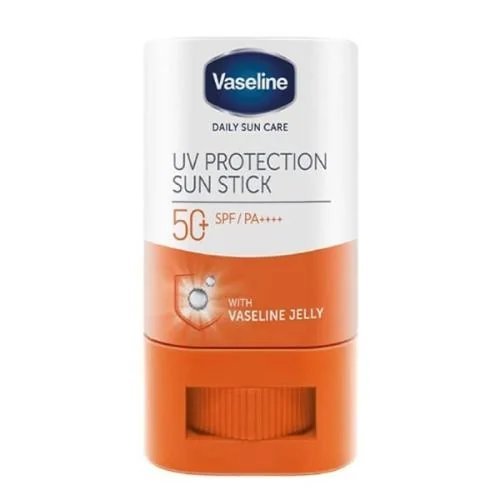 Vaseline
DAILY SUN CARE
UV PROTECTION
SUN STICK
50+ SPF/PA++++
WITH
VASELINE JELLY